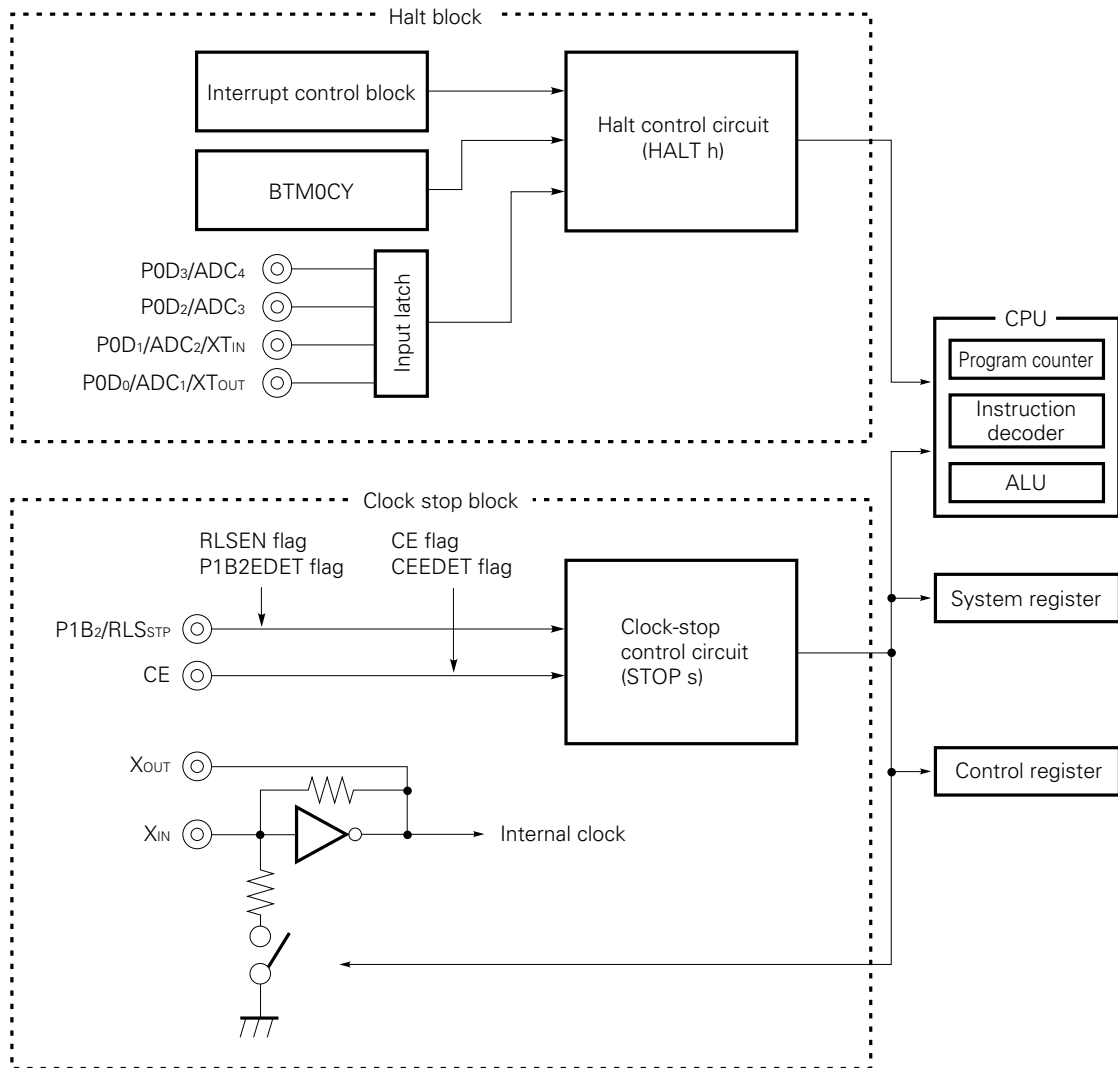 Halt block
Interrupt control block
BTM0CY
Halt control circuit
(HALT h)
P0D3/ADC4
P0D2/ADC3
P0D1/ADC2/XTIN
P0D0/ADC1/XTOUT
Input latch
CPU
Program counter
Instruction
decoder
ALU
Clock stop block
RLSEN flag
P1B2EDET flag
CE flag
CEEDET flag
P1B2/RLSSTP
CE
Clock-stop
control circuit
(STOP s)
System register
XOUT
XIN
Internal clock
Control register